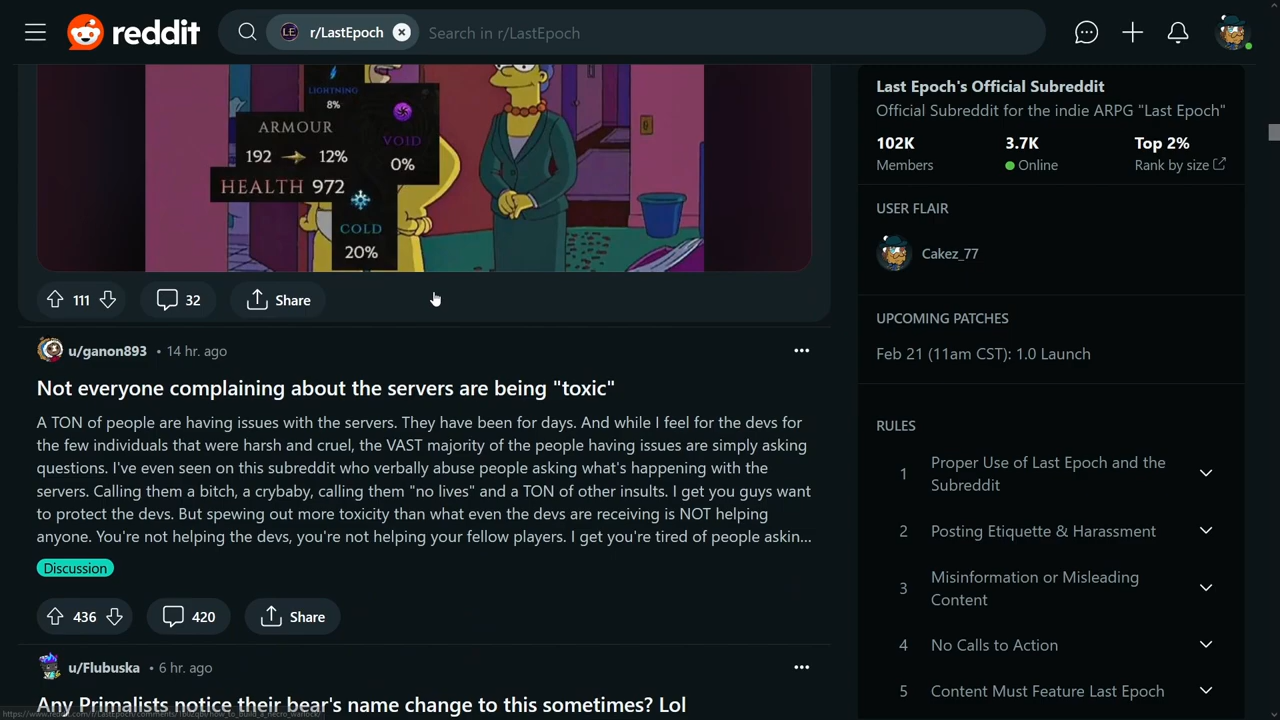 reddit
r/LastEpoch
Search in r/LastEpoch
LIGHTNING
8%
ARMOUR
192 12%
VOID
0%
HEALTH 972
COLD
20%
111
32
Share
u/ganon893 • 14 hr. ago
Not everyone complaining about the servers are being "toxic"
A TON of people are having issues with the servers. They have been for days. And while I feel for the devs for
the few individuals that were harsh and cruel, the VAST majority of the people having issues are simply asking
questions. I've even seen on this subreddit who verbally abuse people asking what's happening with the
servers. Calling them a bitch, a crybaby, calling them "no lives" and a TON of other insults. I get you guys want
to protect the devs. But spewing out more toxicity than what even the devs are receiving is NOT helping
anyone. You're not helping the devs, you're not helping your fellow players. I get you're tired of people askin...
Discussion
436
420
Share
u/Flubuska • 6 hr. ago
Any Primalists notice their bear's name change to this sometimes? Lol
Last Epoch's Official Subreddit
Official Subreddit for the indie ARPG "Last Epoch"
102K 3.7K Top 2%
Members Online Rank by size
USER FLAIR
Cakez_77
UPCOMING PATCHES
Feb 21 (11am CST): 1.0 Launch
RULES
1 Proper Use of Last Epoch and the
Subreddit
2 Posting Etiquette & Harassment
3 Misinformation or Misleading
Content
4 No Calls to Action
5 Content Must Feature Last Epoch